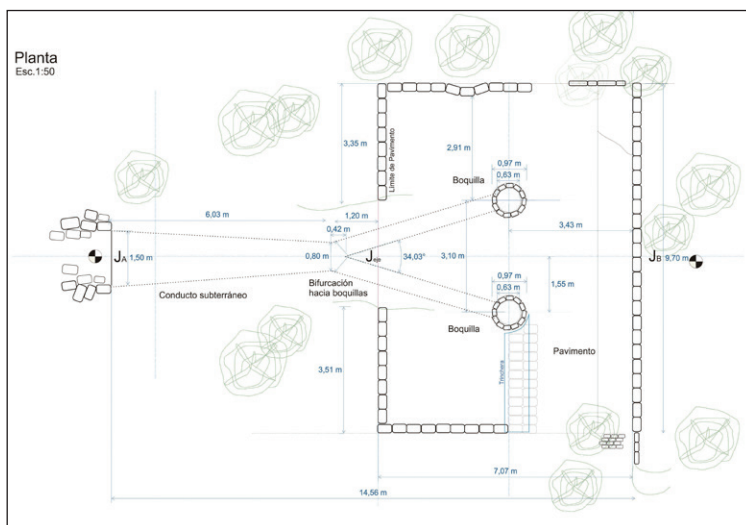 Planta
Esc.1:50
3,35 m
Límite de Pavimento
2,91 m
0,97 m
0,63 m
Boquilla
6,03 m
1,20 m
0,42 m
3,43 m
JA
1,50 m
0,80 m
Jeje
34,03°
3,10 m
JB
9,70 m
Conducto subterráneo
Bifurcación
hacia boquillas
0,97 m
0,63 m
1,55 m
Boquilla
Pavimento
3,51 m
Trinchera
7,07 m
14,56 m